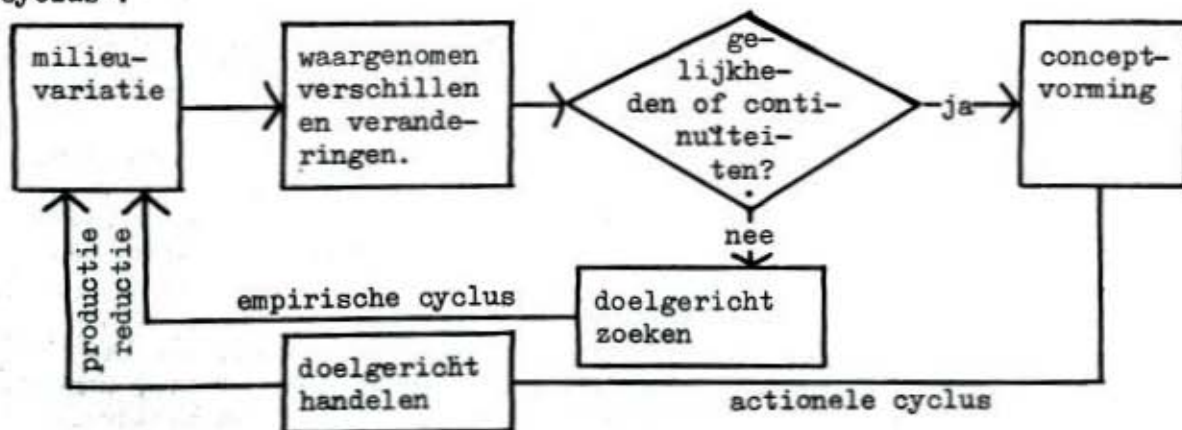 cyclus .
milieu-
variatie
waargenomen
verschillen
en verande-
ringen.
ge-
lijkhe-
den of conti-
nuïtei-
ten?
ja
concept-
vorming
nee
productie
reductie
empirische cyclus
doelgericht
zoeken
doelgericht
handelen
actionele cyclus